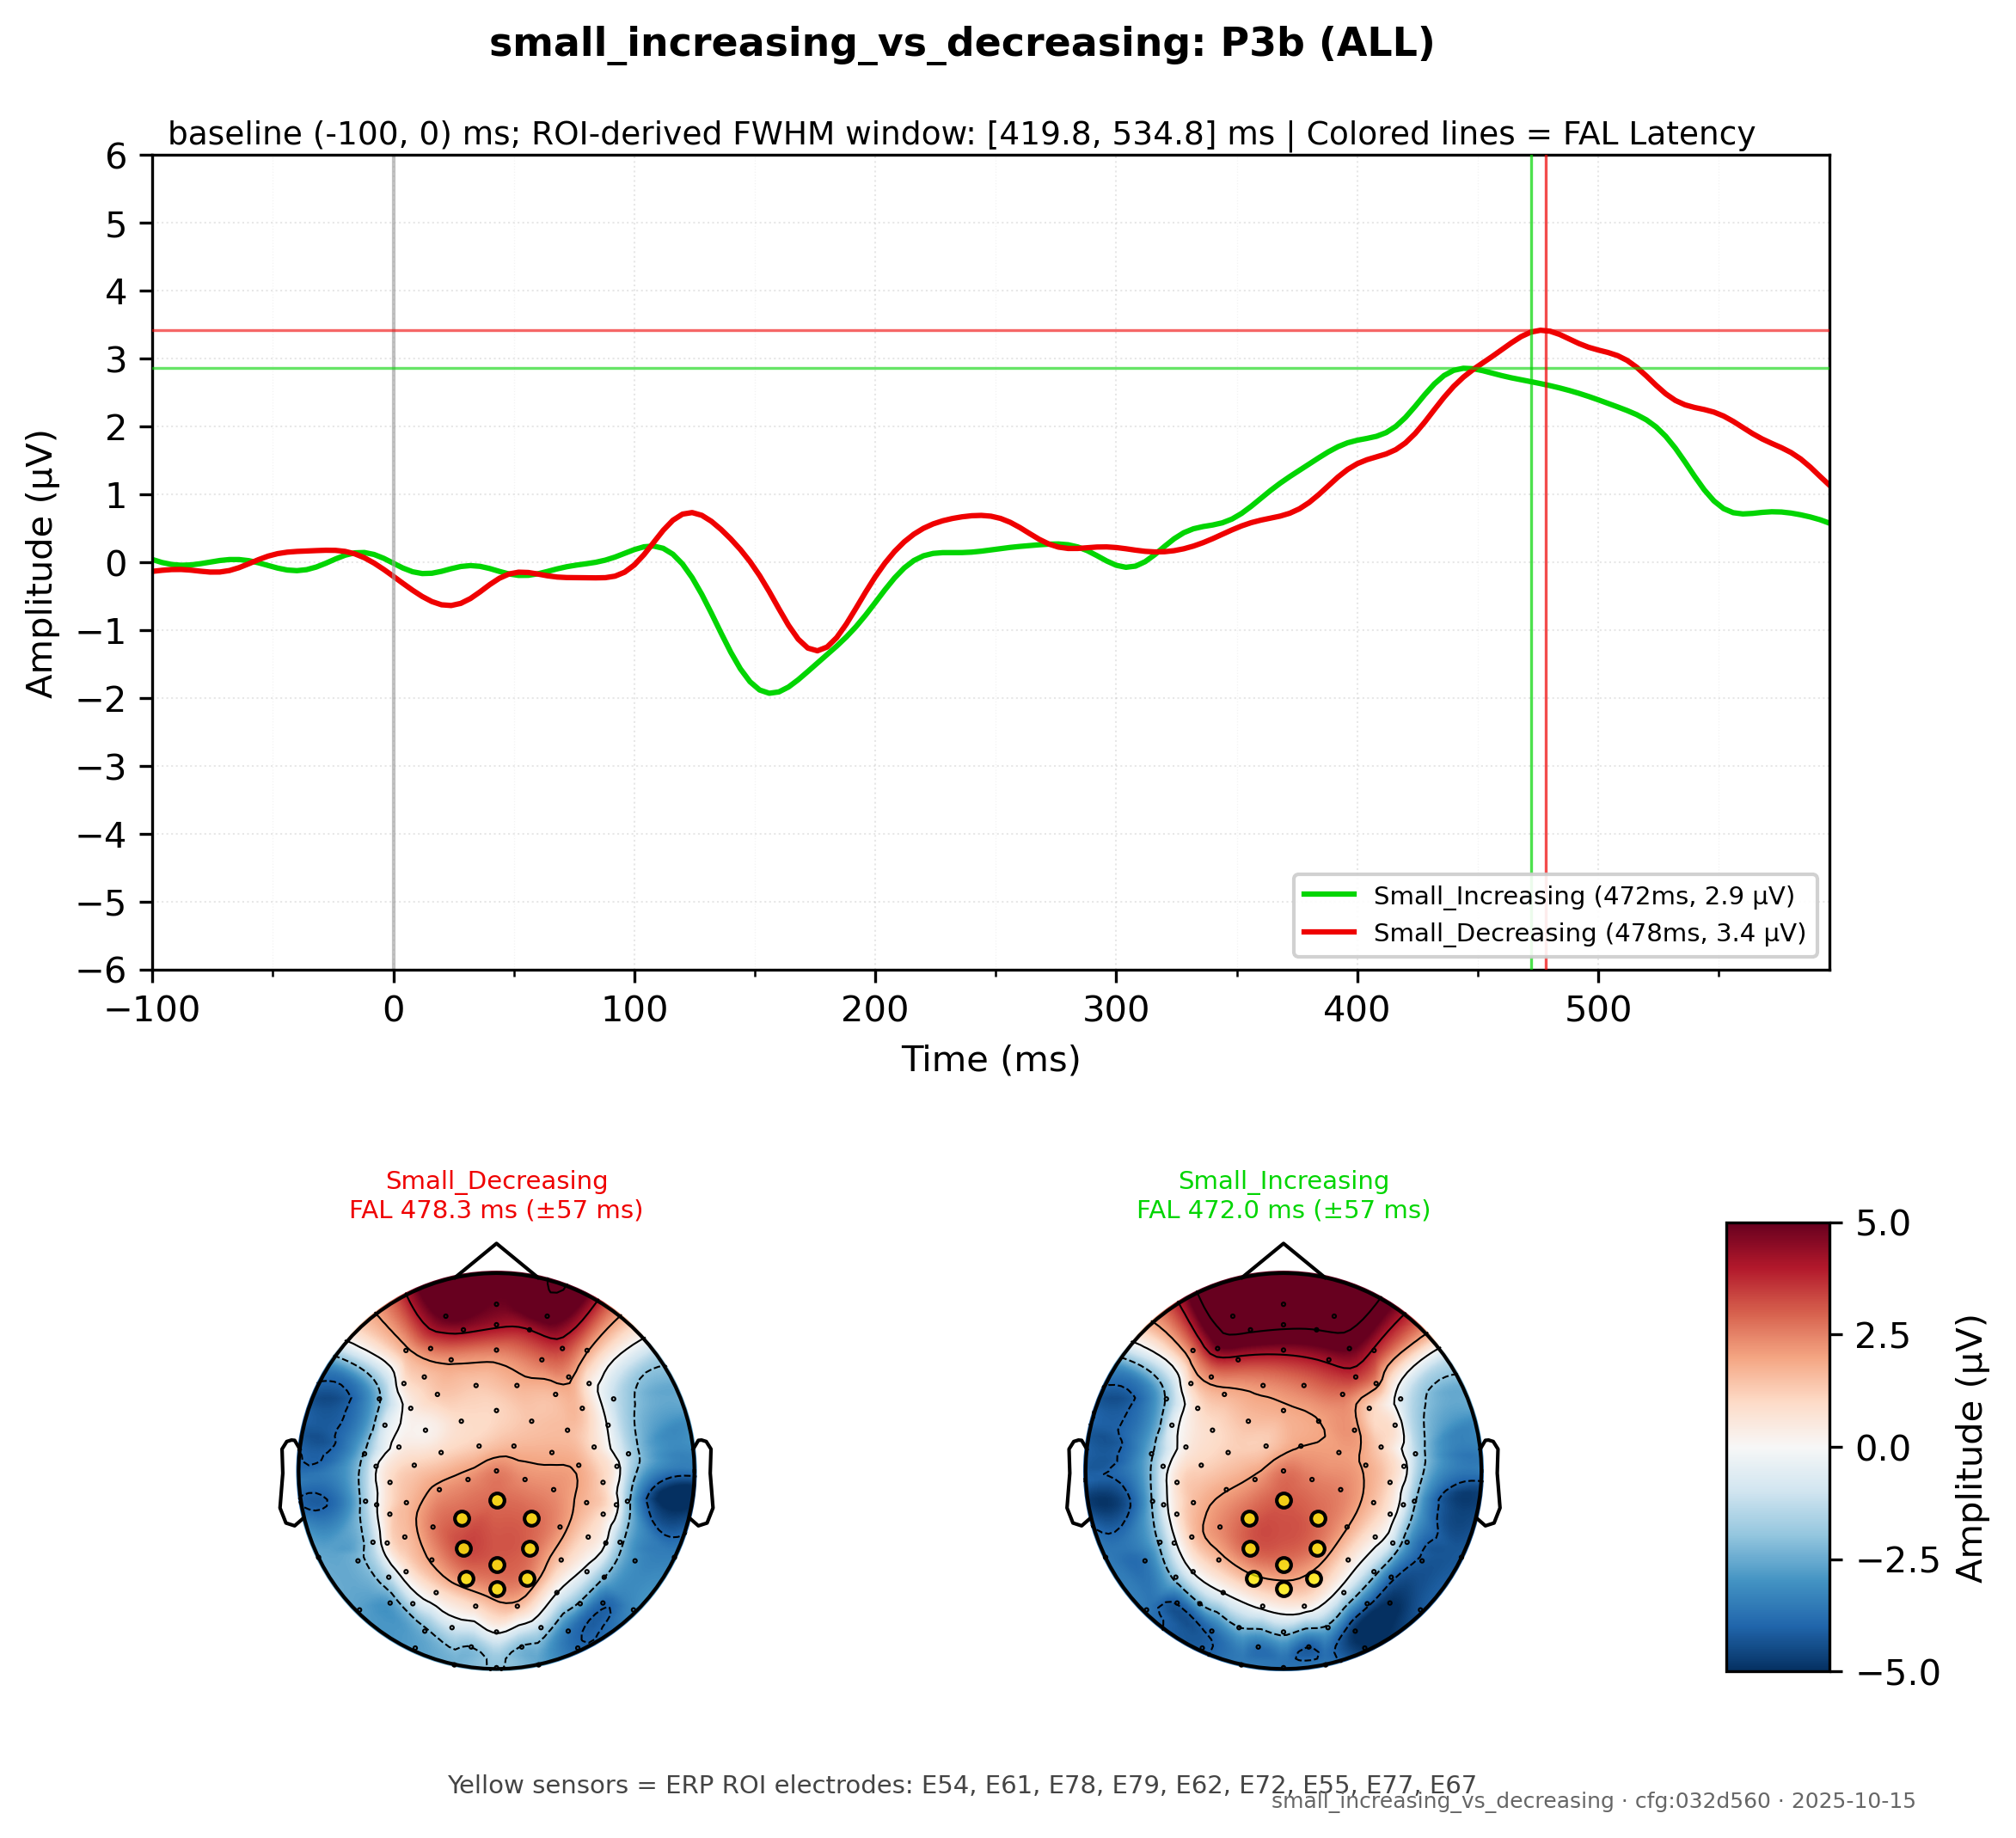 small_increasing_vs_decreasing: P3b (ALL)
baseline (-100, 0) ms; ROI-derived FWHM window: [419.8, 534.8] ms | Colored lines = FAL Latency
6
5
4
3
2
1
0
−1
−2
−3
−4
−5
−6
Amplitude (μV)
−100
0
100
200
300
400
500
Time (ms)
Small_Increasing (472ms, 2.9 μV)
Small_Decreasing (478ms, 3.4 μV)
Small_Decreasing
FAL 478.3 ms (±57 ms)
Small_Increasing
FAL 472.0 ms (±57 ms)
5.0
2.5
0.0
−2.5
−5.0
Amplitude (μV)
Yellow sensors = ERP ROI electrodes: E54, E61, E78, E79, E62, E72, E55, E77, E67
small_increasing_vs_decreasing · cfg:032d560 · 2025-10-15